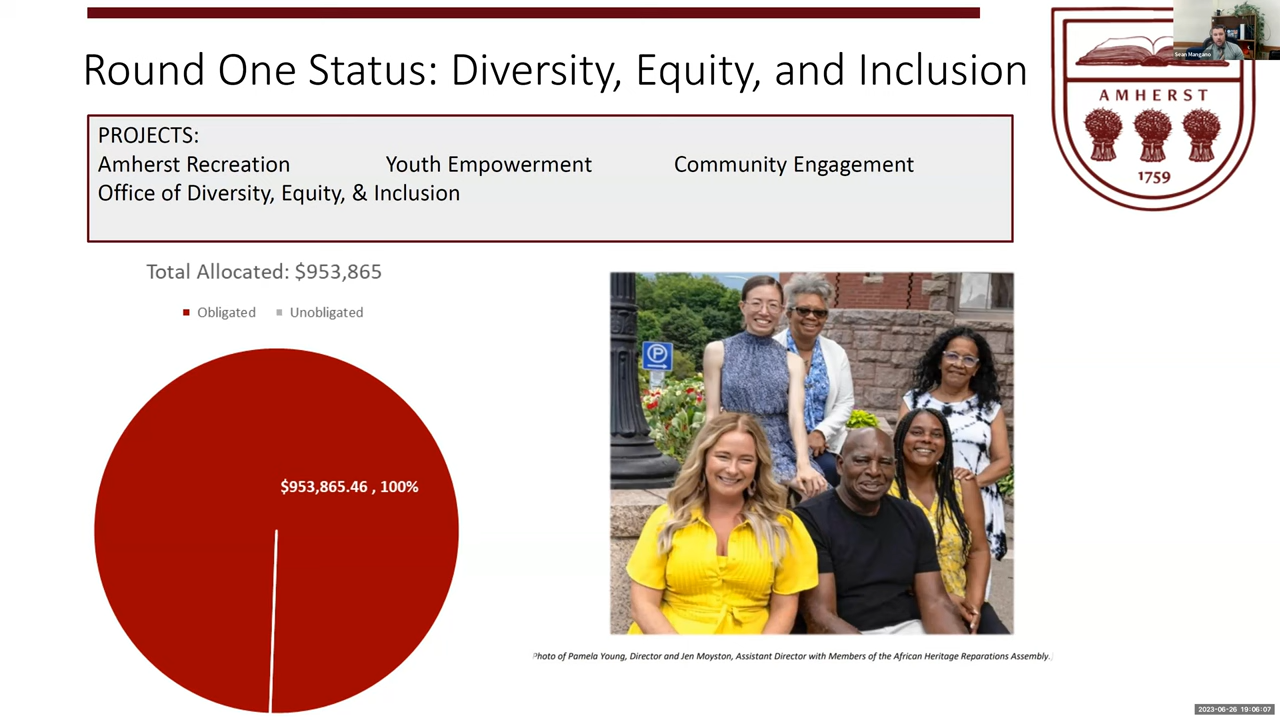 Round One Status: Diversity, Equity, and Inclusion
Sean Mangano
AMHERST
1759
PROJECTS:
Amherst Recreation Youth Empowerment Community Engagement
Office of Diversity, Equity, & Inclusion
Total Allocated: $953,865
Obligated Unobligated
$953,865.46 , 100%
P
Photo of Pamela Young, Director and Jen Moyston, Assistant Director with Members of the African Heritage Reparations Assembly.
2023-06-26 19:06:07